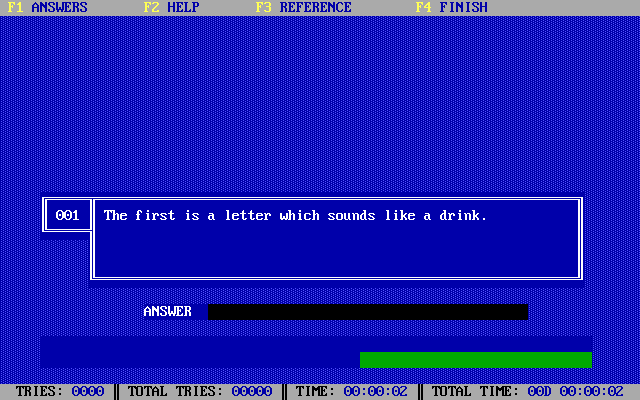 F1 ANSWERS F2 HELP F3 REFERENCE F4 FINISH
001 The first is a letter which sounds like a drink.
ANSWER
TRIES: 0000 TOTAL TRIES: 00000 TIME: 00:00:02 TOTAL TIME: 00D 00:00:02